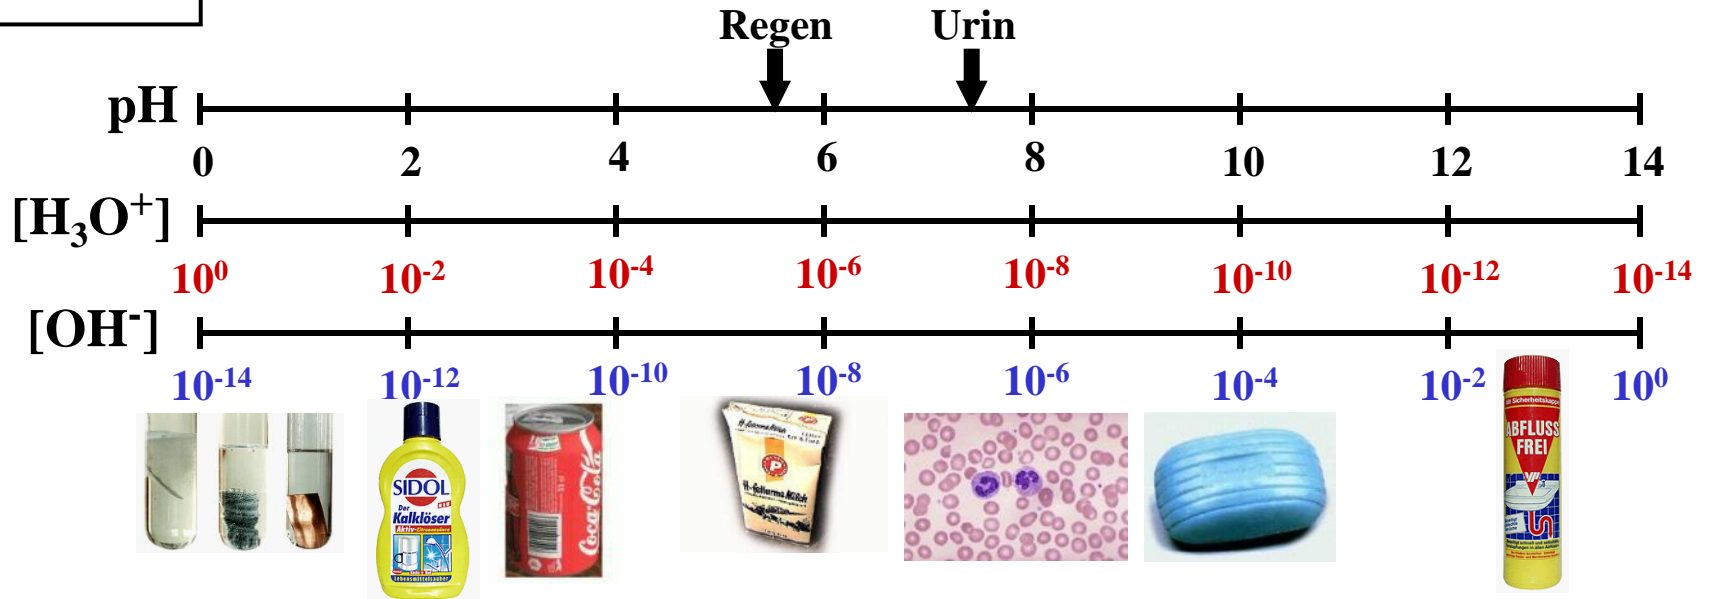 Regen Urin
pH
0 2 4 6 8 10 12 14
[H₃O⁺]
10⁰ 10⁻² 10⁻⁴ 10⁻⁶ 10⁻⁸ 10⁻¹⁰ 10⁻¹² 10⁻¹⁴
[OH⁻]
10⁻¹⁴ 10⁻¹² 10⁻¹⁰ 10⁻⁸ 10⁻⁶ 10⁻⁴ 10⁻² 10⁰
SIDOL
Der
Kalklöser
Coca-Cola
P
ABFLUSS
FREI